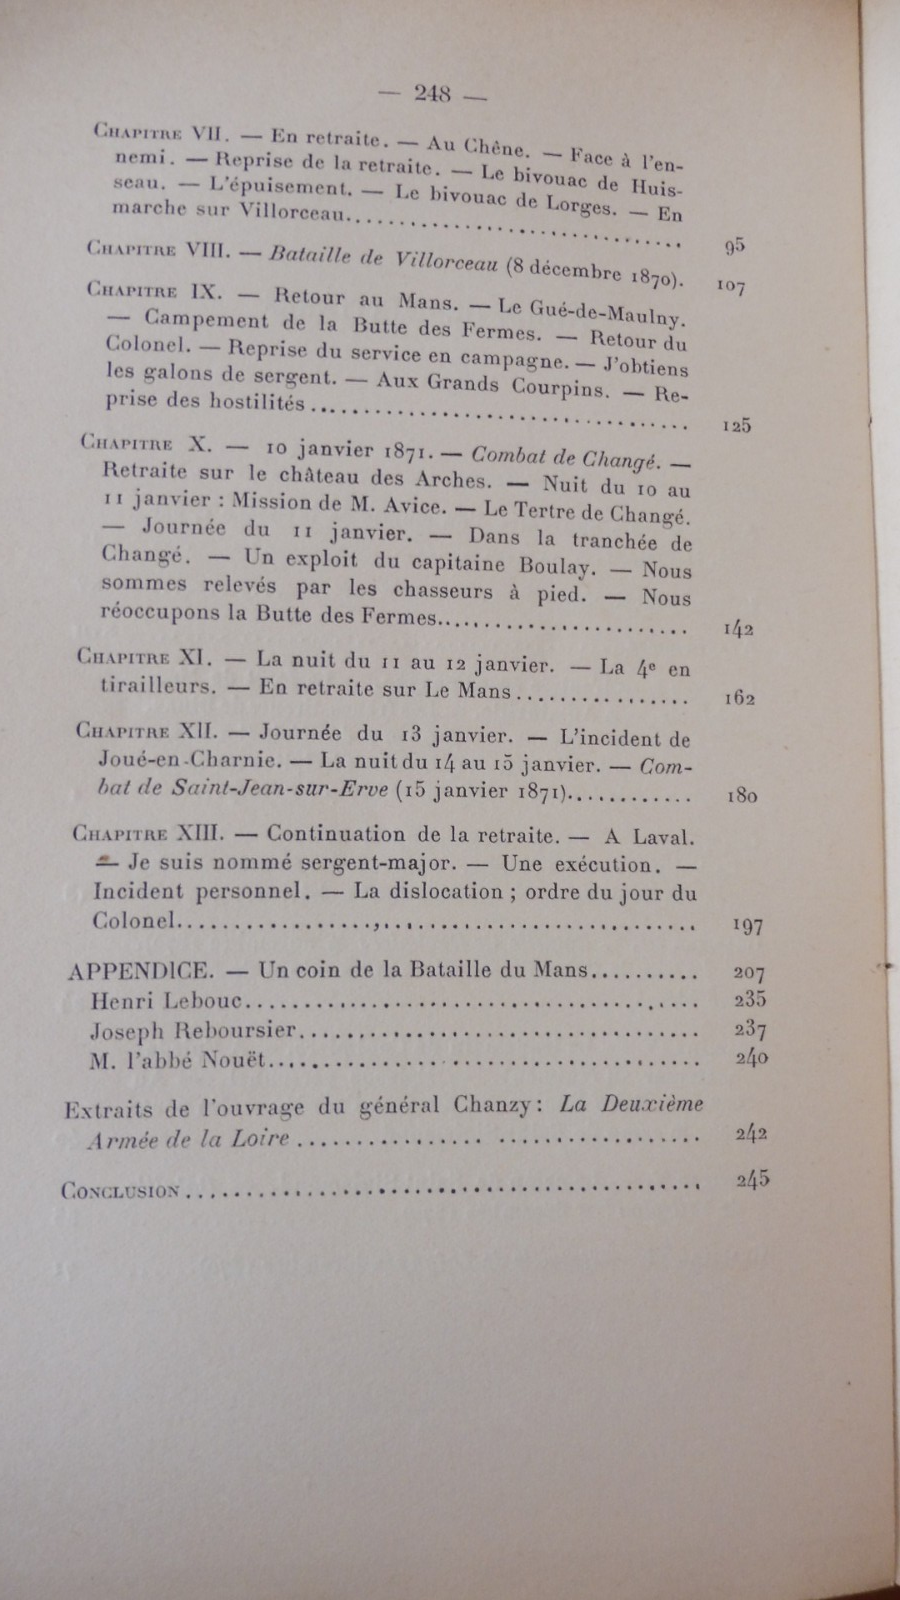 — 248 —
Chapitre VII. — En retraite. — Au Chêne. — Face à l'en-
nemi. — Reprise de la retraite. — Le bivouac de Huis-
seau. — L'épuisement. — Le bivouac de Lorges. — En
marche sur Villorceau.................................. 95
Chapitre VIII. — Bataille de Villorceau (8 décembre 1870). 107
Chapitre IX. — Retour au Mans. — Le Gué-de-Maulny.
— Campement de la Butte des Fermes. — Retour du
Colonel. — Reprise du service en campagne. — J'obtiens
les galons de sergent. — Aux Grands Courpins. — Re-
prise des hostilités .................................. 125
Chapitre X. — 10 janvier 1871. — Combat de Changé. —
Retraite sur le château des Arches. — Nuit du 10 au
11 janvier : Mission de M. Avice. — Le Tertre de Changé.
— Journée du 11 janvier. — Dans la tranchée de
Changé. — Un exploit du capitaine Boulay. — Nous
sommes relevés par les chasseurs à pied. — Nous
réoccupons la Butte des Fermes......................... 142
Chapitre XI. — La nuit du 11 au 12 janvier. — La 4e en
tirailleurs. — En retraite sur Le Mans................ 162
Chapitre XII. — Journée du 13 janvier. — L'incident de
Joué-en-Charnie. — La nuit du 14 au 15 janvier. — Com-
bat de Saint-Jean-sur-Erve (15 janvier 1871)............ 180
Chapitre XIII. — Continuation de la retraite. — A Laval.
— Je suis nommé sergent-major. — Une exécution. —
Incident personnel. — La dislocation ; ordre du jour du
Colonel............................................... 197
APPENDICE. — Un coin de la Bataille du Mans.......... 207
Henri Lebouc.......................................... 235
Joseph Reboursier..................................... 237
M. l'abbé Nouët....................................... 240
Extraits de l'ouvrage du général Chanzy : La Deuxième
Armée de la Loire .................................... 242
Conclusion............................................ 245